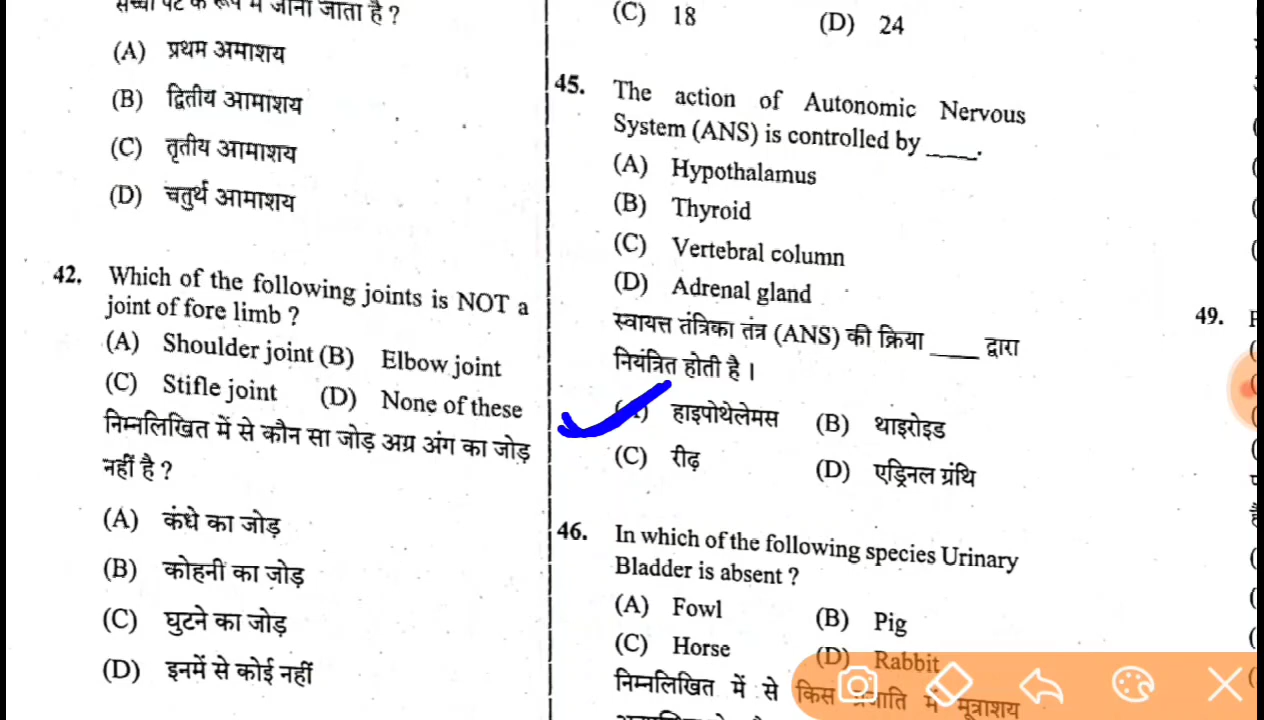 के रूप में जाना जाता है ?
(A) प्रथम अमाशय
(B) द्वितीय आमाशय
(C) तृतीय आमाशय
(D) चतुर्थ आमाशय
42. Which of the following joints is NOT a
joint of fore limb ?
(A) Shoulder joint (B) Elbow joint
(C) Stifle joint (D) None of these
निम्नलिखित में से कौन सा जोड़ अग्र अंग का जोड़
नहीं है ?
(A) कंधे का जोड़
(B) कोहनी का जोड़
(C) घुटने का जोड़
(D) इनमें से कोई नहीं
(C) 18 (D) 24
45. The action of Autonomic Nervous
System (ANS) is controlled by ____.
(A) Hypothalamus
(B) Thyroid
(C) Vertebral column
(D) Adrenal gland
स्वायत्त तंत्रिका तंत्र (ANS) की क्रिया ____ द्वारा
नियंत्रित होती है ।
(A) हाइपोथेलेमस (B) थाइरोइड
(C) रीढ़ (D) एड्रिनल ग्रंथि
46. In which of the following species Urinary
Bladder is absent ?
(A) Fowl (B) Pig
(C) Horse (D) Rabbit
निम्नलिखित में से किस प्रजाति में मूत्राशय
49.